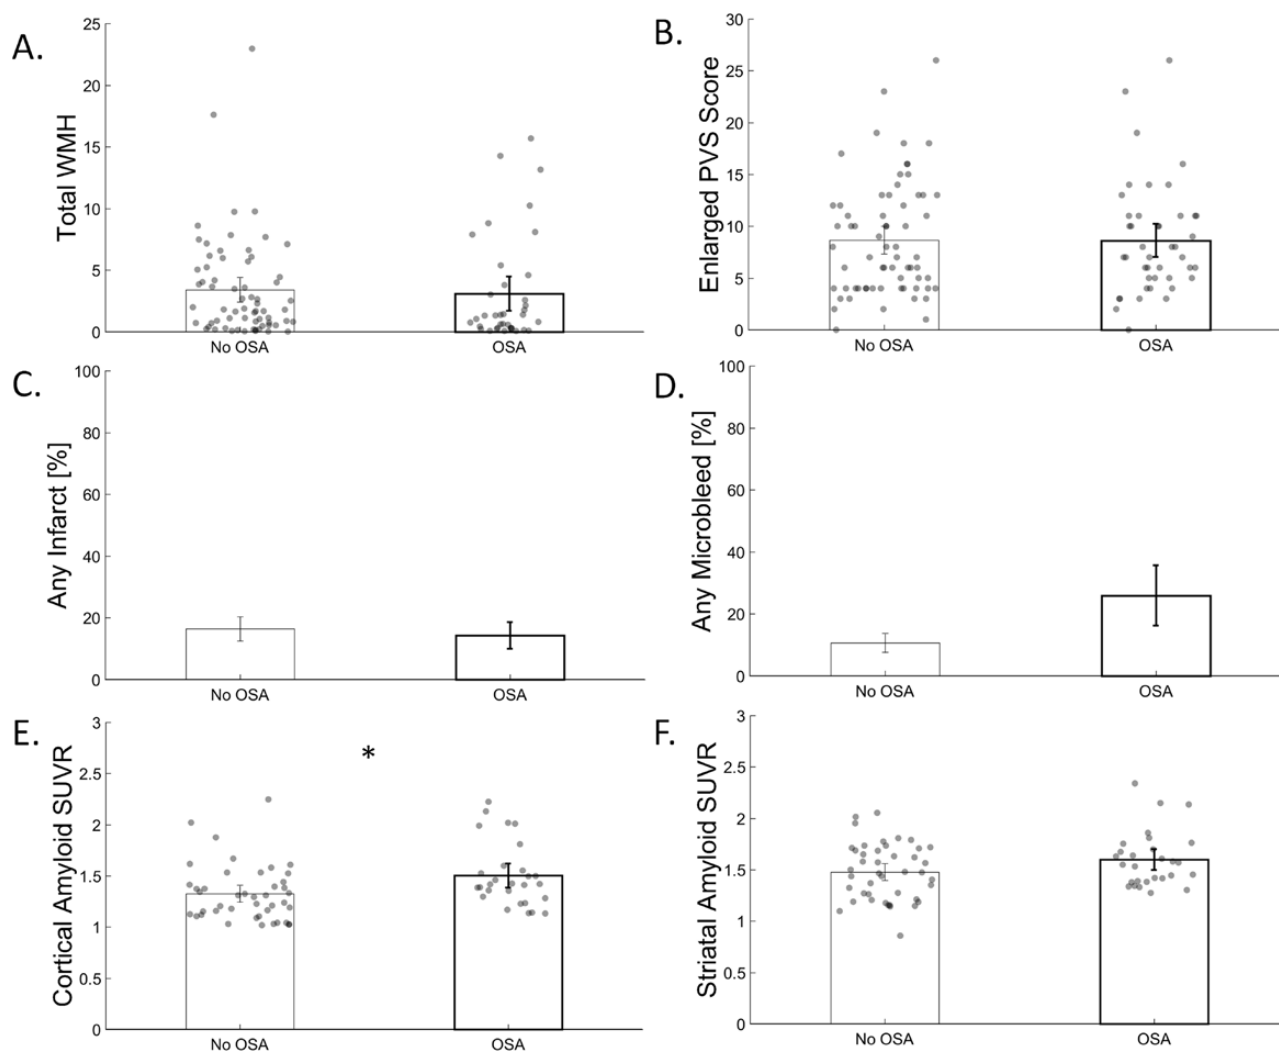 A.
Total WMH
25
20
15
10
5
0
No OSA
OSA
B.
Enlarged PVS Score
30
25
20
15
10
5
0
No OSA
OSA
C.
Any Infarct [%]
100
80
60
40
20
0
No OSA
OSA
D.
Any Microbleed [%]
100
80
60
40
20
0
No OSA
OSA
E.
Cortical Amyloid SUVR
3
2.5
2
1.5
1
0.5
0
*
No OSA
OSA
F.
Striatal Amyloid SUVR
3
2.5
2
1.5
1
0.5
0
No OSA
OSA